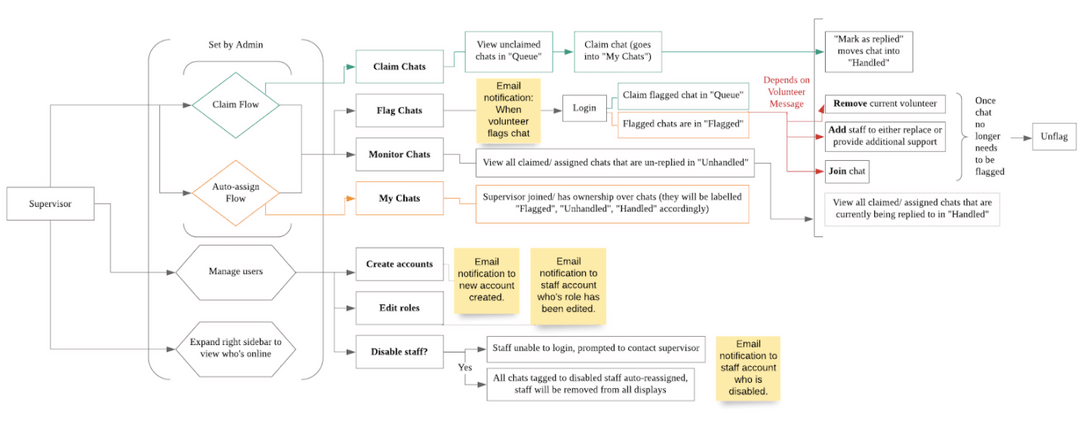 Set by Admin
Supervisor
Claim Flow
Auto-assign
Flow
Manage users
Expand right sidebar to
view who's online
Claim Chats
View unclaimed
chats in "Queue"
Claim chat (goes
into "My Chats")
"Mark as replied"
moves chat into
"Handled"
Flag Chats
Email
notification:
When
volunteer
flags chat
Login
Claim flagged chat in "Queue"
Flagged chats are in "Flagged"
Depends on
Volunteer
Message
Remove current volunteer
Add staff to either replace or
provide additional support
Join chat
Once
chat
no
longer
needs
to be
flagged
Unflag
Monitor Chats
View all claimed/ assigned chats that are un-replied in "Unhandled"
View all claimed/ assigned chats that are
currently being replied to in "Handled"
My Chats
Supervisor joined/ has ownership over chats (they will be labelled
"Flagged", "Unhandled", "Handled" accordingly)
Create accounts
Email
notification to
new account
created.
Email
notification to
staff account
who's role has
been edited.
Edit roles
Disable staff?
Yes
Staff unable to login, prompted to contact supervisor
All chats tagged to disabled staff auto-reassigned,
staff will be removed from all displays
Email
notification to
staff account
who is
disabled.